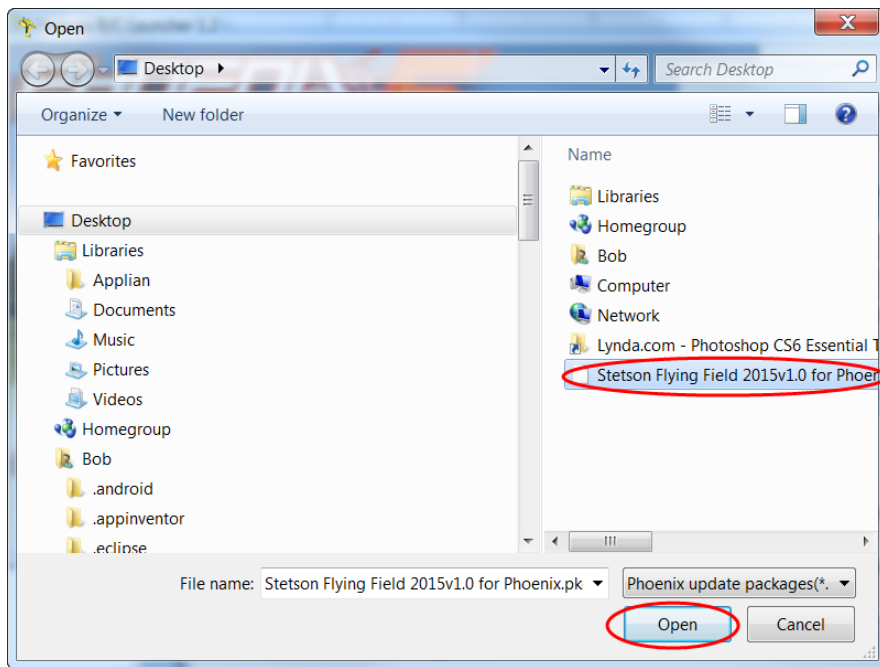 Open
Desktop
Search Desktop
Organize
New folder
Favorites
Desktop
Libraries
Applian
Documents
Music
Pictures
Videos
Homegroup
Bob
.android
.appinventor
.eclipse
Name
Libraries
Homegroup
Bob
Computer
Network
Lynda.com - Photoshop CS6 Essential T
Stetson Flying Field 2015v1.0 for Phoen
File name: Stetson Flying Field 2015v1.0 for Phoenix.pk
Phoenix update packages(*.
Open
Cancel